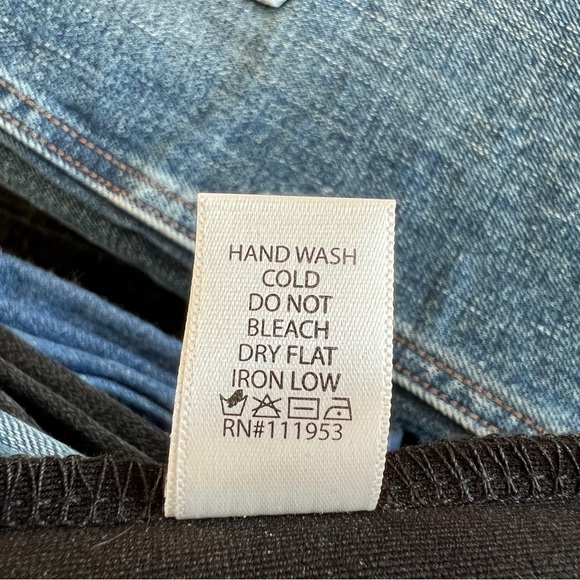 HAND WASH
COLD
DO NOT
BLEACH
DRY FLAT
IRON LOW
RN#111953